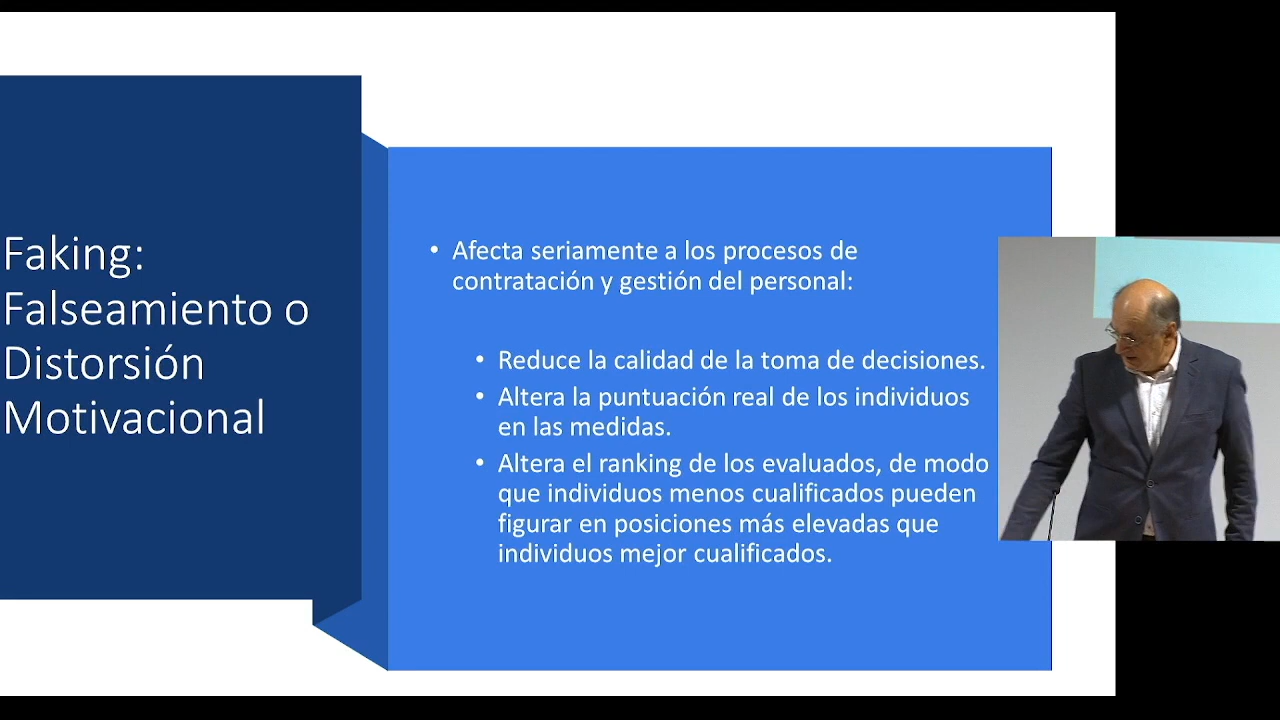 Faking:
Falseamiento o
Distorsión
Motivacional
• Afecta seriamente a los procesos de
contratación y gestión del personal:
• Reduce la calidad de la toma de decisiones.
• Altera la puntuación real de los individuos
en las medidas.
• Altera el ranking de los evaluados, de modo
que individuos menos cualificados pueden
figurar en posiciones más elevadas que
individuos mejor cualificados.